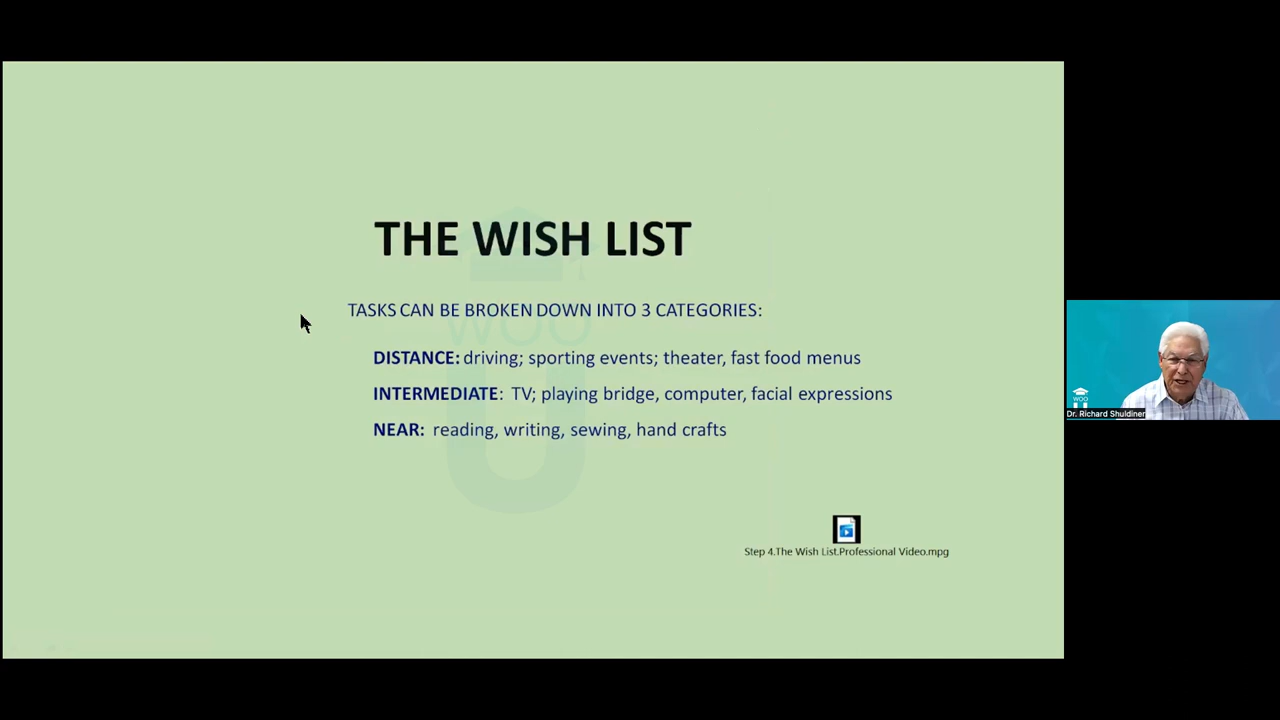 THE WISH LIST
WOO
U
TASKS CAN BE BROKEN DOWN INTO 3 CATEGORIES:
DISTANCE: driving; sporting events; theater, fast food menus
INTERMEDIATE: TV; playing bridge, computer, facial expressions
NEAR: reading, writing, sewing, hand crafts
Step 4.The Wish List.Professional Video.mpg
WOO
U
Dr. Richard Shuldiner